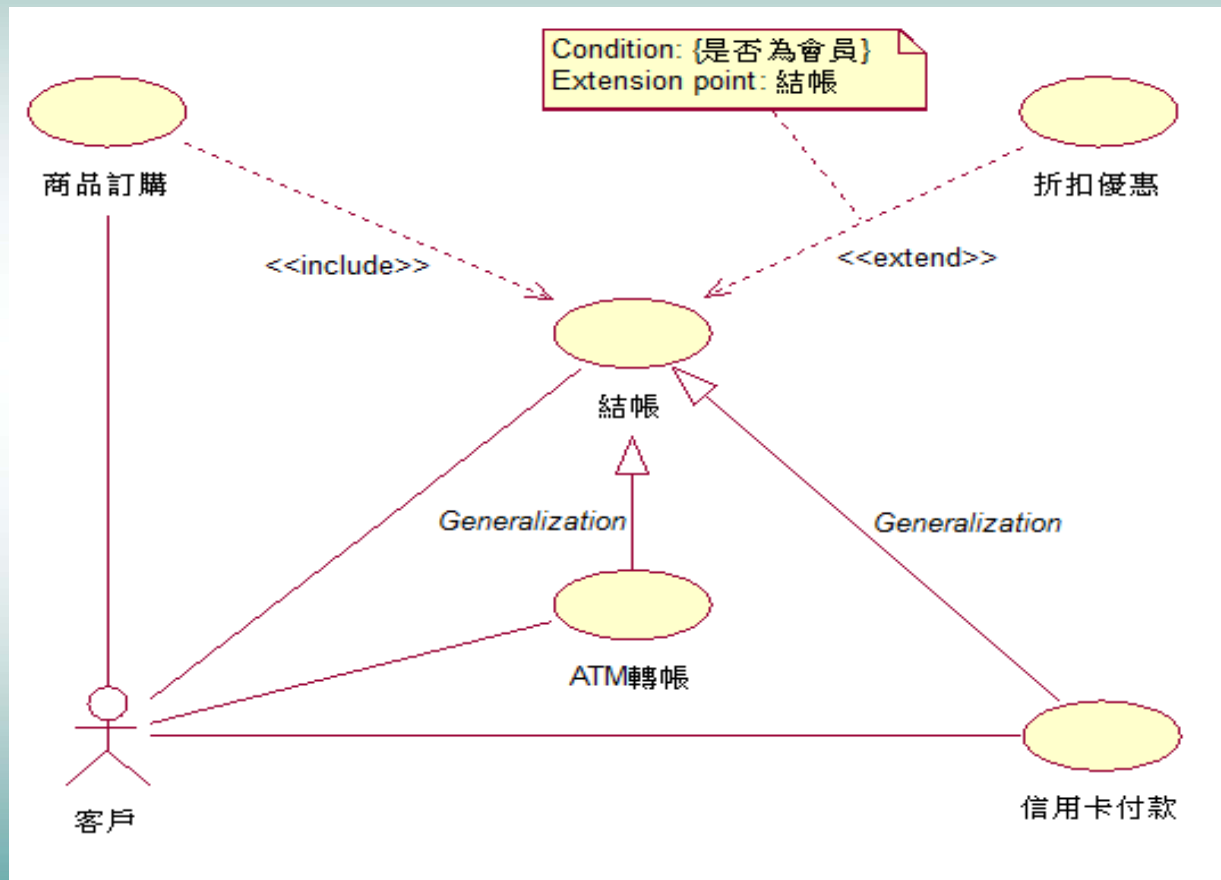 Condition: {是否為會員}
Extension point: 結帳
商品訂購
折扣優惠
<<include>>
<<extend>>
結帳
Generalization
Generalization
ATM轉帳
客戶
信用卡付款